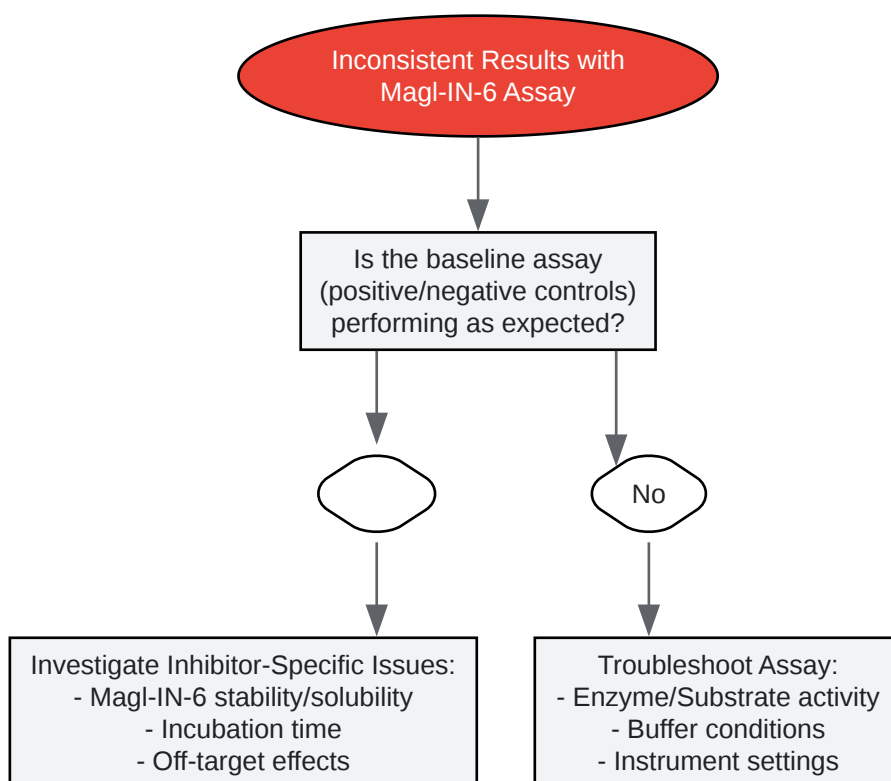 Inconsistent Results with
Magl-IN-6 Assay
Is the baseline assay
(positive/negative controls)
performing as expected?
No
Investigate Inhibitor-Specific Issues:
- Magl-IN-6 stability/solubility
- Incubation time
- Off-target effects
Troubleshoot Assay:
- Enzyme/Substrate activity
- Buffer conditions
- Instrument settings